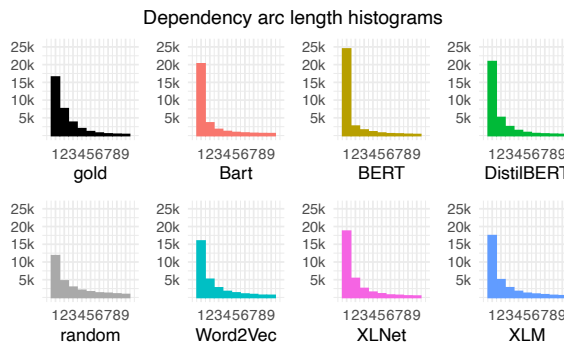 Dependency arc length histograms
25k 25k 25k 25k
20k 20k 20k 20k
15k 15k 15k 15k
10k 10k 10k 10k
5k 5k 5k 5k
123456789 123456789 123456789 123456789
gold Bart BERT DistilBERT
25k 25k 25k 25k
20k 20k 20k 20k
15k 15k 15k 15k
10k 10k 10k 10k
5k 5k 5k 5k
123456789 123456789 123456789 123456789
random Word2Vec XLNet XLM